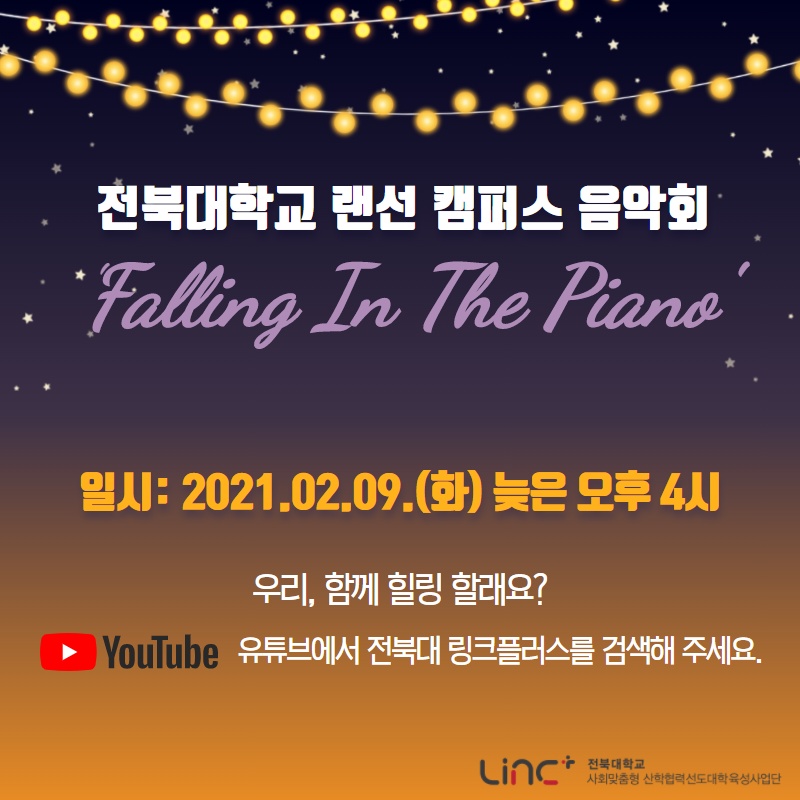 전북대학교 랜선 캠퍼스 음악회
'Falling In The Piano'
일시: 2021.02.09.(화) 늦은 오후 4시
우리, 함께 힐링 할래요?
YouTube 유튜브에서 전북대 링크플러스를 검색해 주세요.
LINC+ 전북대학교
사회맞춤형 산학협력선도대학육성사업단